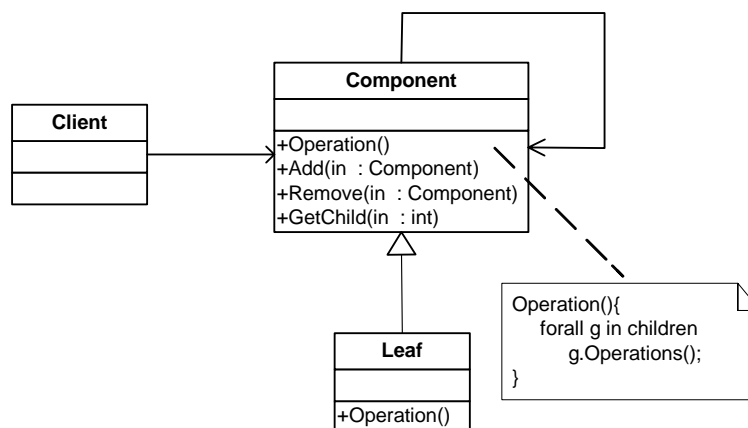 Component
Client
+Operation()
+Add(in  : Component)
+Remove(in  : Component)
+GetChild(in  : int)
Operation(){
forall g in children
g.Operations();
}
Leaf
+Operation()